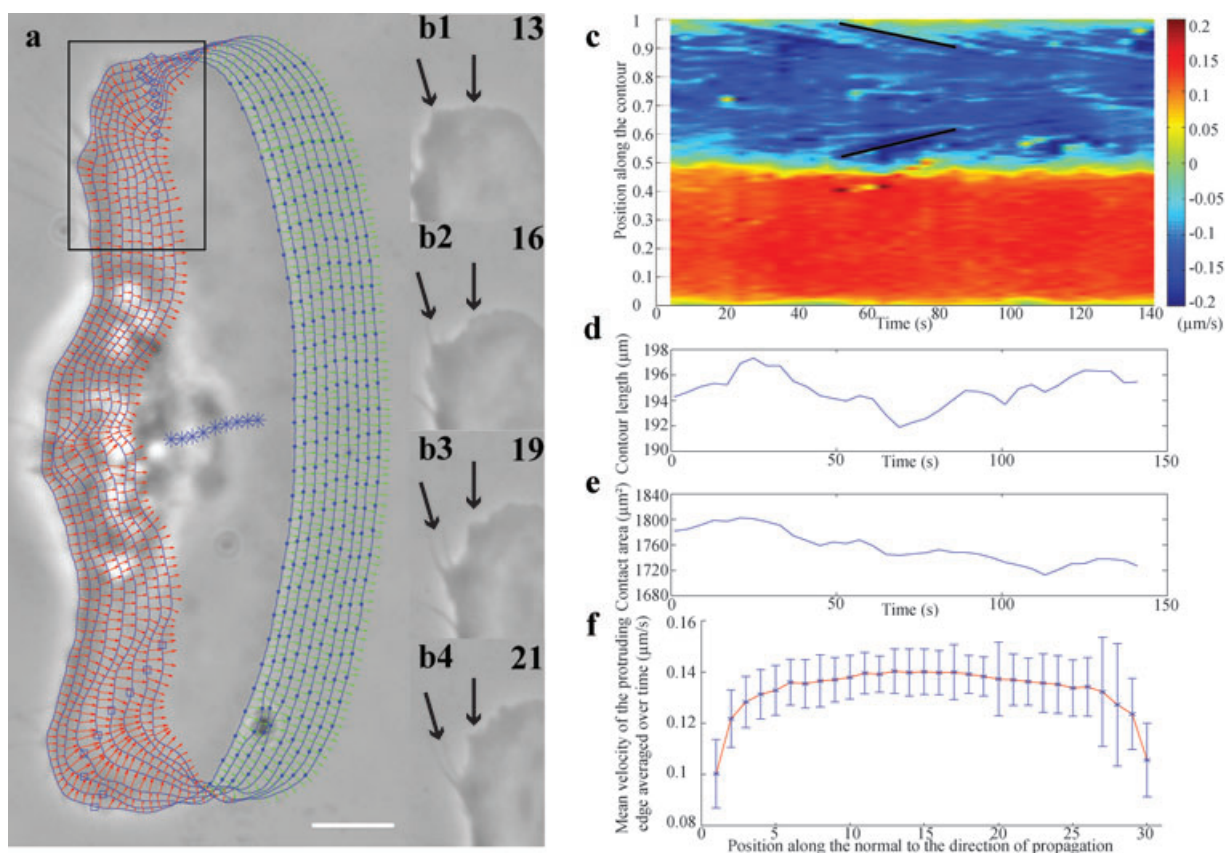 a
b1 13
b2 16
b3 19
b4 21
c
Position along the contour
1
0.9
0.8
0.7
0.6
0.5
0.4
0.3
0.2
0.1
0
0 20 40 60 80 100 120 140
Time (s)
0.2
0.15
0.1
0.05
0
-0.05
-0.1
-0.15
-0.2
(μm/s)
d
Contour length (μm)
198
196
194
192
190
0 50 100 150
Time (s)
e
Contact area (μm²)
1840
1800
1760
1720
1680
0 50 100 150
Time (s)
f
Mean velocity of the protruding
edge averaged over time (μm/s)
0.16
0.14
0.12
0.1
0.08
0 5 10 15 20 25 30
Position along the normal to the direction of propagation